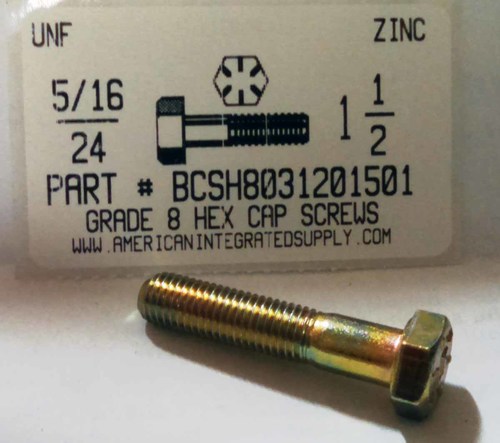 UNF ZINC
5/16
24
1 1/2
PART # BCSH8031201501
GRADE 8 HEX CAP SCREWS
WWW.AMERICANINTEGRATEDSUPPLY.COM